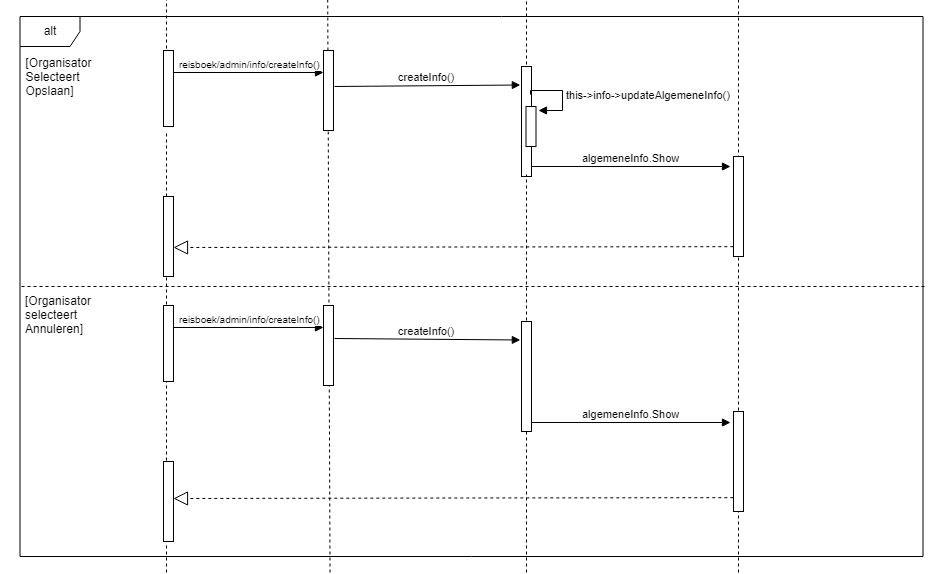 alt
[Organisator
Selecteert
Opslaan]
reisboek/admin/info/createInfo()
createInfo()
this->info->updateAlgemeneInfo()
algemeneInfo.Show
[Organisator
selecteert
Annuleren]
reisboek/admin/info/createInfo()
createInfo()
algemeneInfo.Show